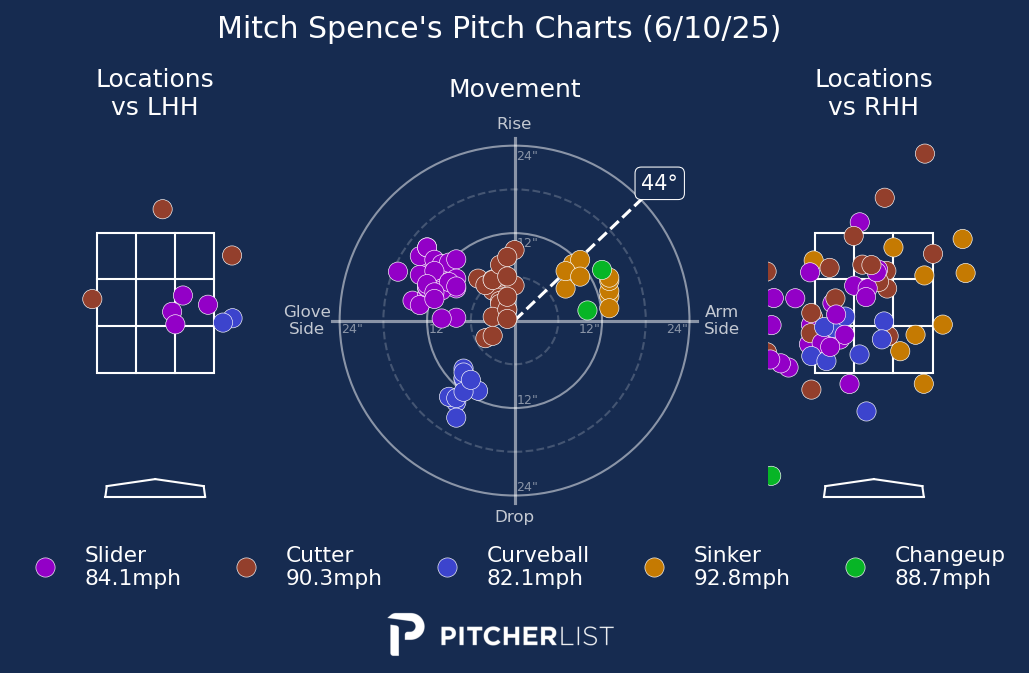 Mitch Spence's Pitch Charts (6/10/25)
Locations
vs LHH
Movement
Locations
vs RHH
Rise
24"
44°
12"
Glove
Side
24"
12"
12"
24"
Arm
Side
12"
24"
Drop
Slider
84.1mph
Cutter
90.3mph
Curveball
82.1mph
Sinker
92.8mph
Changeup
88.7mph
PITCHERLIST